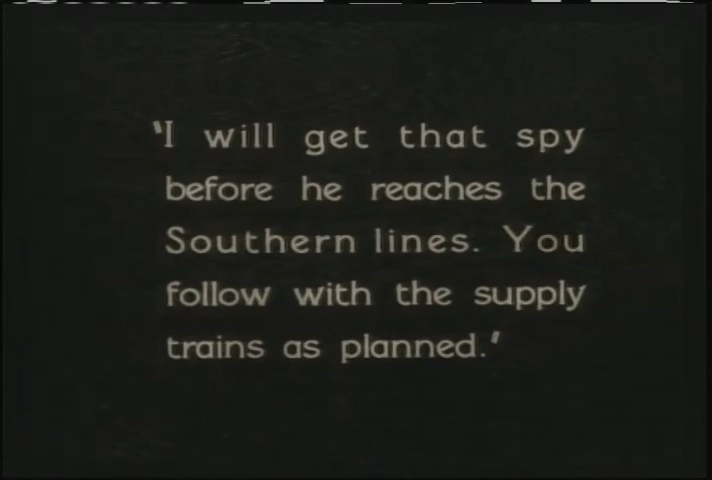 'I will get that spy
before he reaches the
Southern lines. You
follow with the supply
trains as planned.'